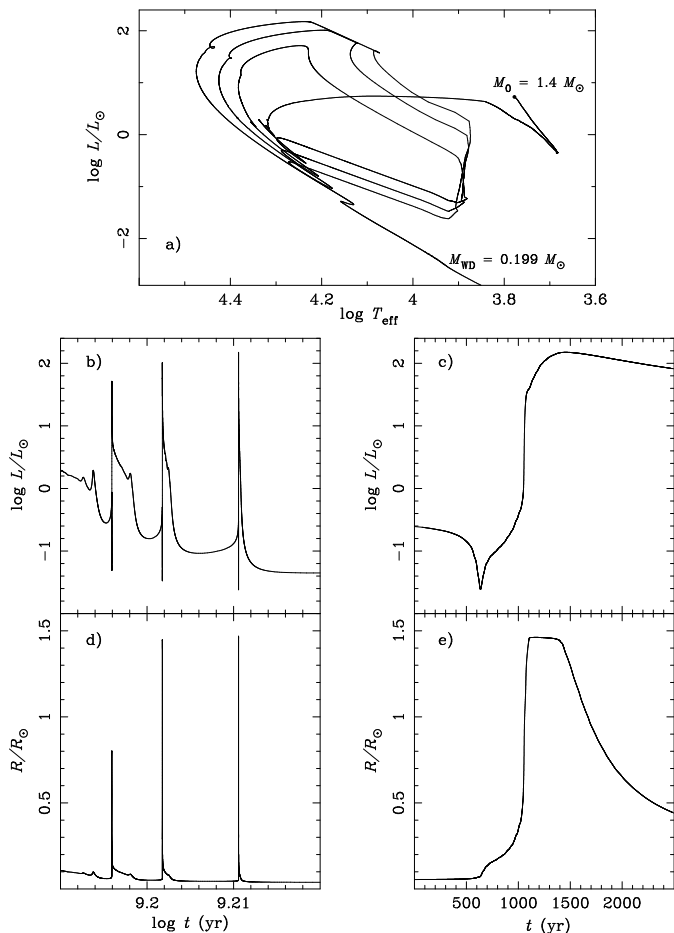 2
0
−2
log L/L⊙
a)
M₀ = 1.4 M⊙
M_WD = 0.199 M⊙
4.4
4.2
4
3.8
3.6
log T_eff
b)
2
1
0
−1
log L/L⊙
c)
2
1
0
−1
log L/L⊙
d)
1.5
1
0.5
R/R⊙
9.2
9.21
log t (yr)
e)
1.5
1
0.5
R/R⊙
500
1000
1500
2000
t (yr)